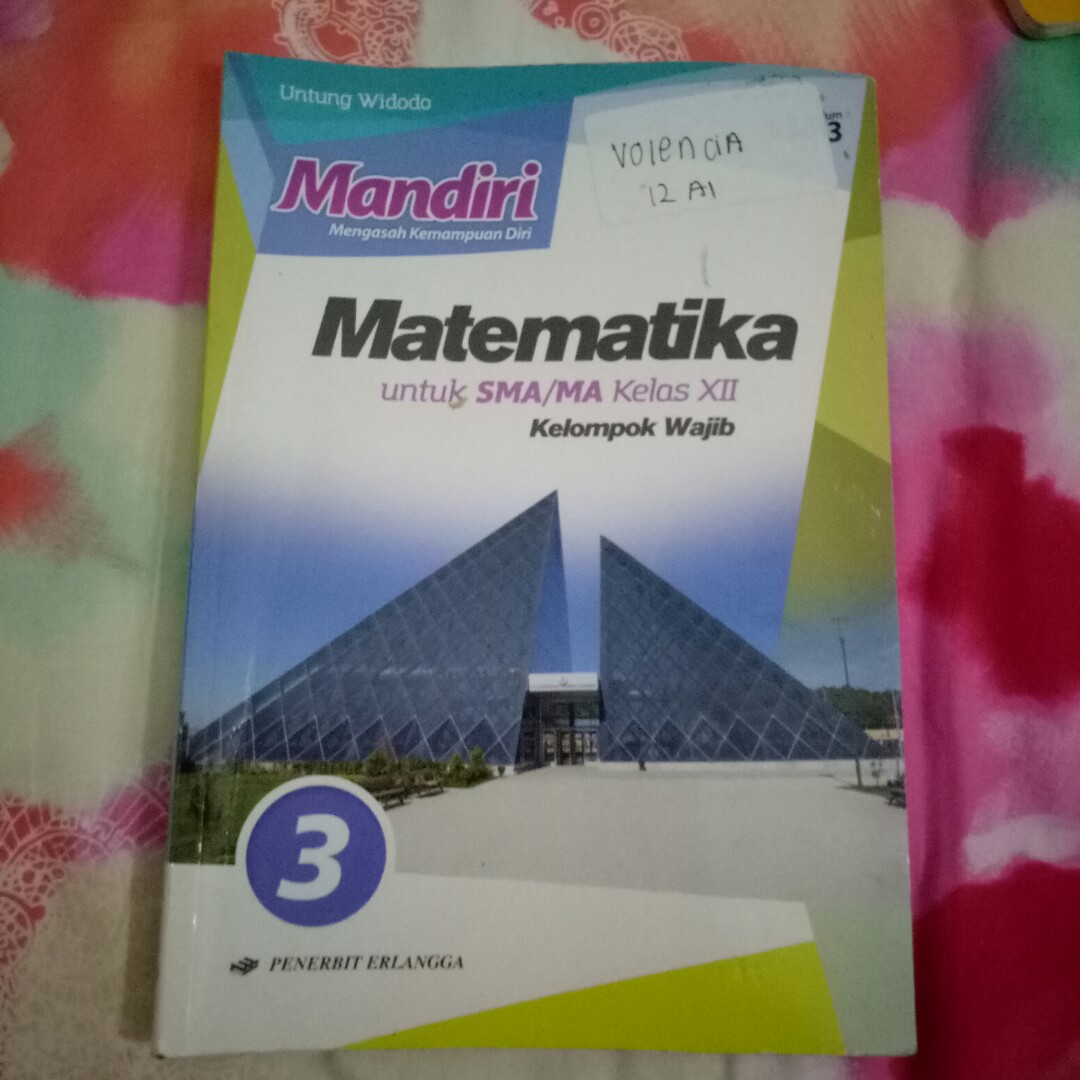 Untung Widodo
um
3
VolenciA
12 A1
Mandiri
Mengasah Kemampuan Diri
Matematika
untuk SMA/MA Kelas XII
Kelompok Wajib
3
PENERBIT ERLANGGA